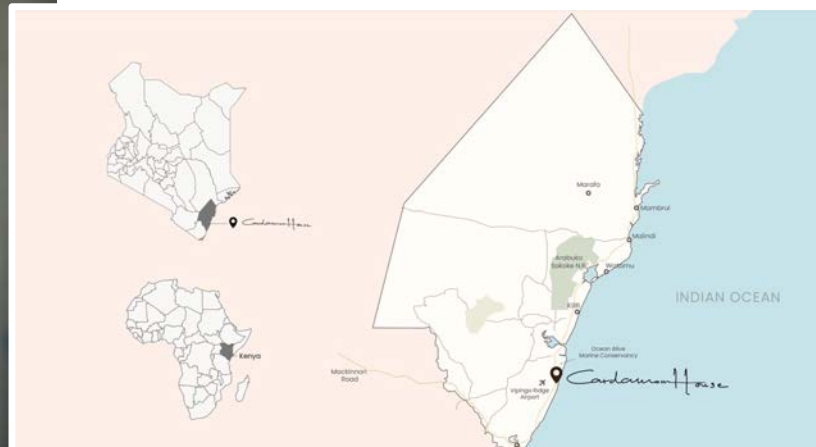 Cardamom House
Kenya
Marafa
Mambrui
Malindi
Arabuko
Sokoke N.R.
Watamu
Kilifi
INDIAN OCEAN
Ocean Alive
Marine Conservancy
Cardamom House
Mackinnon
Road
Vipingo Ridge
Airport